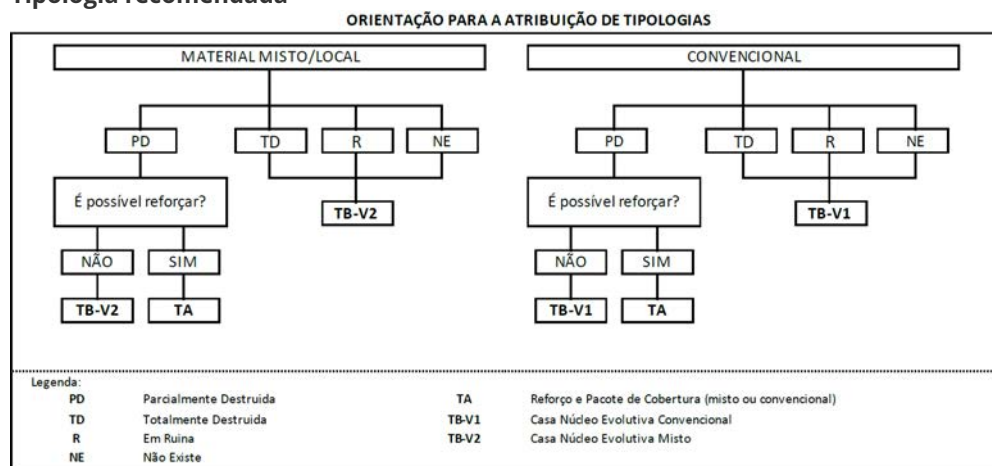 Tipologia recomendada
ORIENTAÇÃO PARA A ATRIBUIÇÃO DE TIPOLOGIAS
MATERIAL MISTO/LOCAL
CONVENCIONAL
PD TD R NE
PD TD R NE
É possível reforçar?
TB-V2
É possível reforçar?
TB-V1
NÃO SIM
NÃO SIM
TB-V2 TA
TB-V1 TA
Legenda:
PD Parcialmente Destruida
TA Reforço e Pacote de Cobertura (misto ou convencional)
TD Totalmente Destruida
TB-V1 Casa Núcleo Evolutiva Convencional
R Em Ruina
TB-V2 Casa Núcleo Evolutiva Misto
NE Não Existe